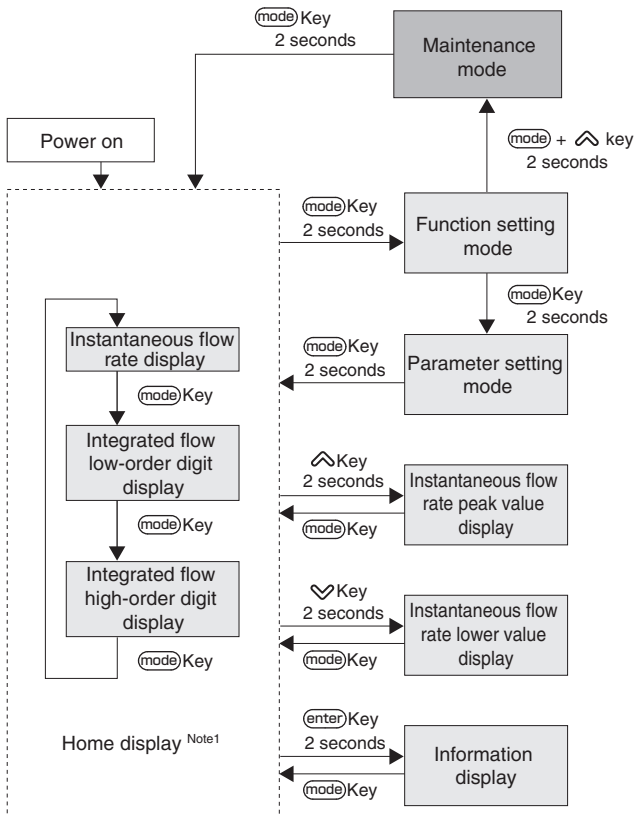 mode Key
2 seconds
Maintenance
mode
Power on
mode + key
2 seconds
mode Key
2 seconds
Function setting
mode
mode Key
2 seconds
Instantaneous flow
rate display
mode Key
2 seconds
Parameter setting
mode
mode Key
Integrated flow
low-order digit
display
Key
2 seconds
mode Key
Instantaneous flow
rate peak value
display
mode Key
Integrated flow
high-order digit
display
Key
2 seconds
mode Key
Instantaneous flow
rate lower value
display
mode Key
Home display Note1
enter Key
2 seconds
mode Key
Information
display